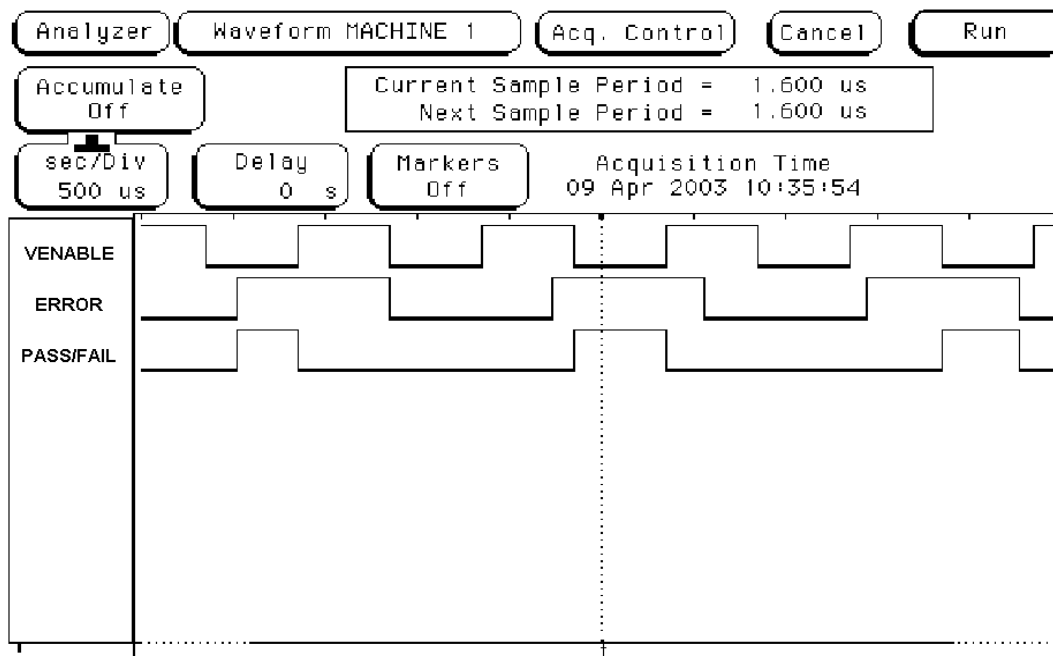 Analyzer
Waveform MACHINE 1
Acq. Control
Cancel
Run
Accumulate
Off
Current Sample Period = 1.600 us
Next Sample Period = 1.600 us
sec/Div
500 us
Delay
0 s
Markers
Off
Acquisition Time
09 Apr 2003 10:35:54
VENABLE
ERROR
PASS/FAIL